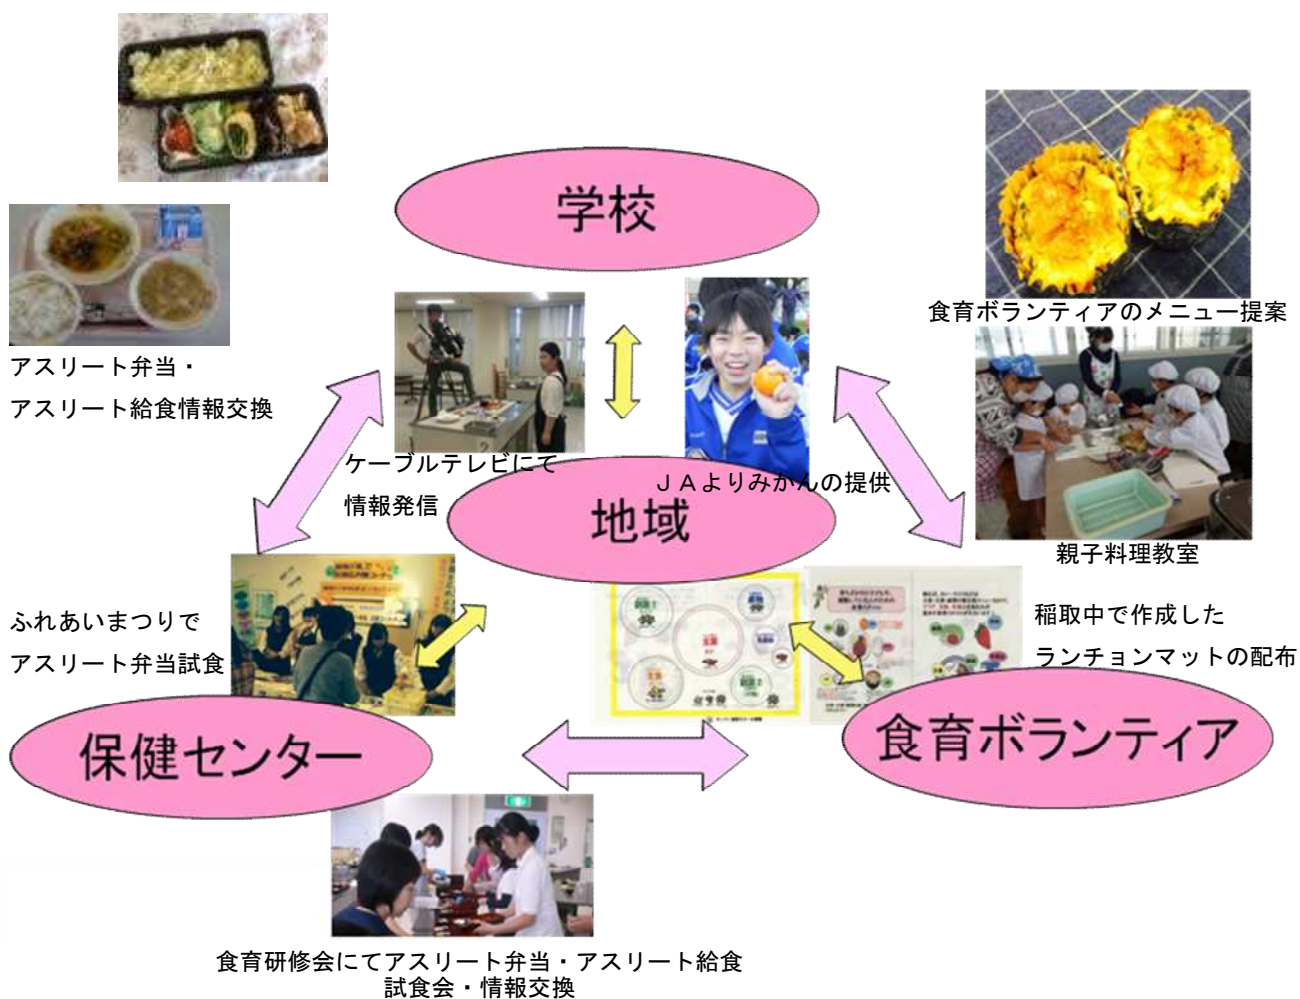 学校
食育ボランティアのメニュー提案
アスリート弁当・
アスリート給食情報交換
ケーブルテレビにて
情報発信
ＪＡよりみかんの提供
地域
親子料理教室
ふれあいまつりで
アスリート弁当試食
稲取中で作成した
ランチョンマットの配布
保健センター
食育ボランティア
食育研修会にてアスリート弁当・アスリート給食
試食会・情報交換